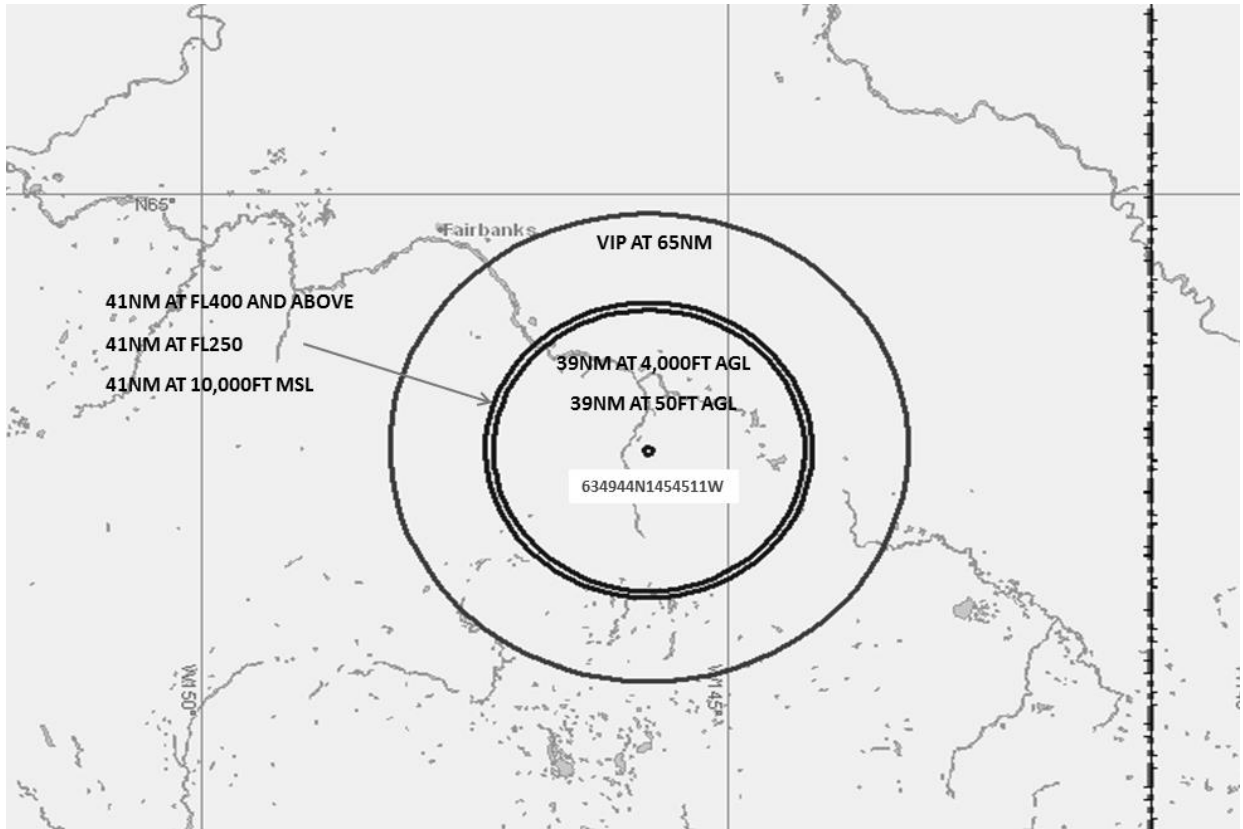 N65°
Fairbanks
VIP AT 65NM
41NM AT FL400 AND ABOVE
41NM AT FL250
41NM AT 10,000FT MSL
39NM AT 4,000FT AGL
39NM AT 50FT AGL
634944N1454511W
W150°
W145°